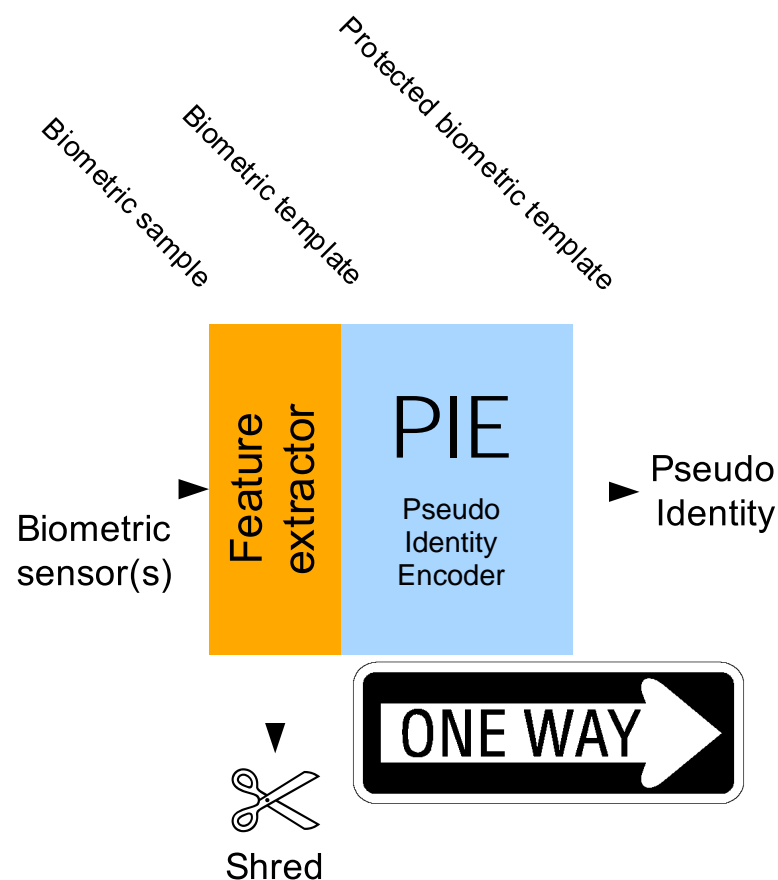 Biometric sample
Biometric template
Protected biometric template
Biometric
sensor(s)
Feature
extractor
PIE
Pseudo
Identity
Encoder
Pseudo
Identity
ONE WAY
Shred